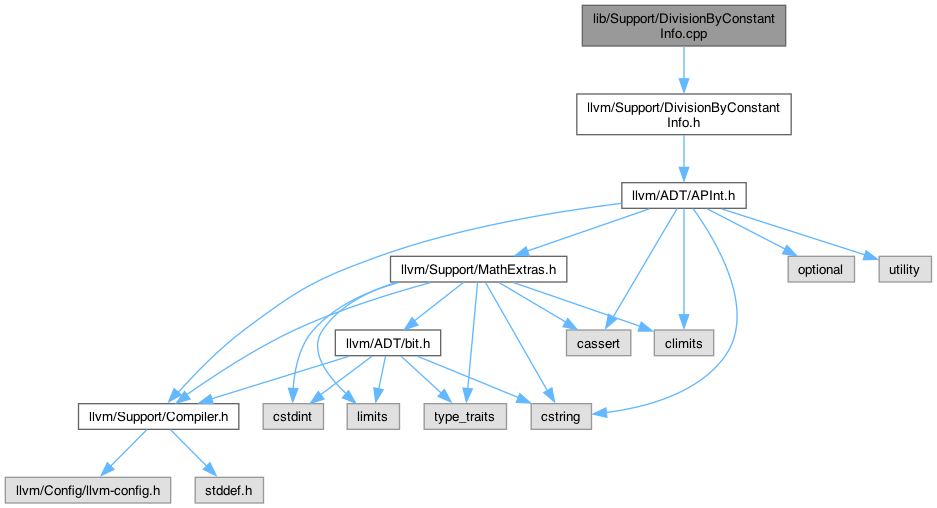 lib/Support/DivisionByConstant
Info.cpp
llvm/Support/DivisionByConstant
Info.h
llvm/ADT/APInt.h
llvm/Support/MathExtras.h
optional
utility
llvm/ADT/bit.h
cassert
climits
llvm/Support/Compiler.h
cstdint
limits
type_traits
cstring
llvm/Config/llvm-config.h
stddef.h